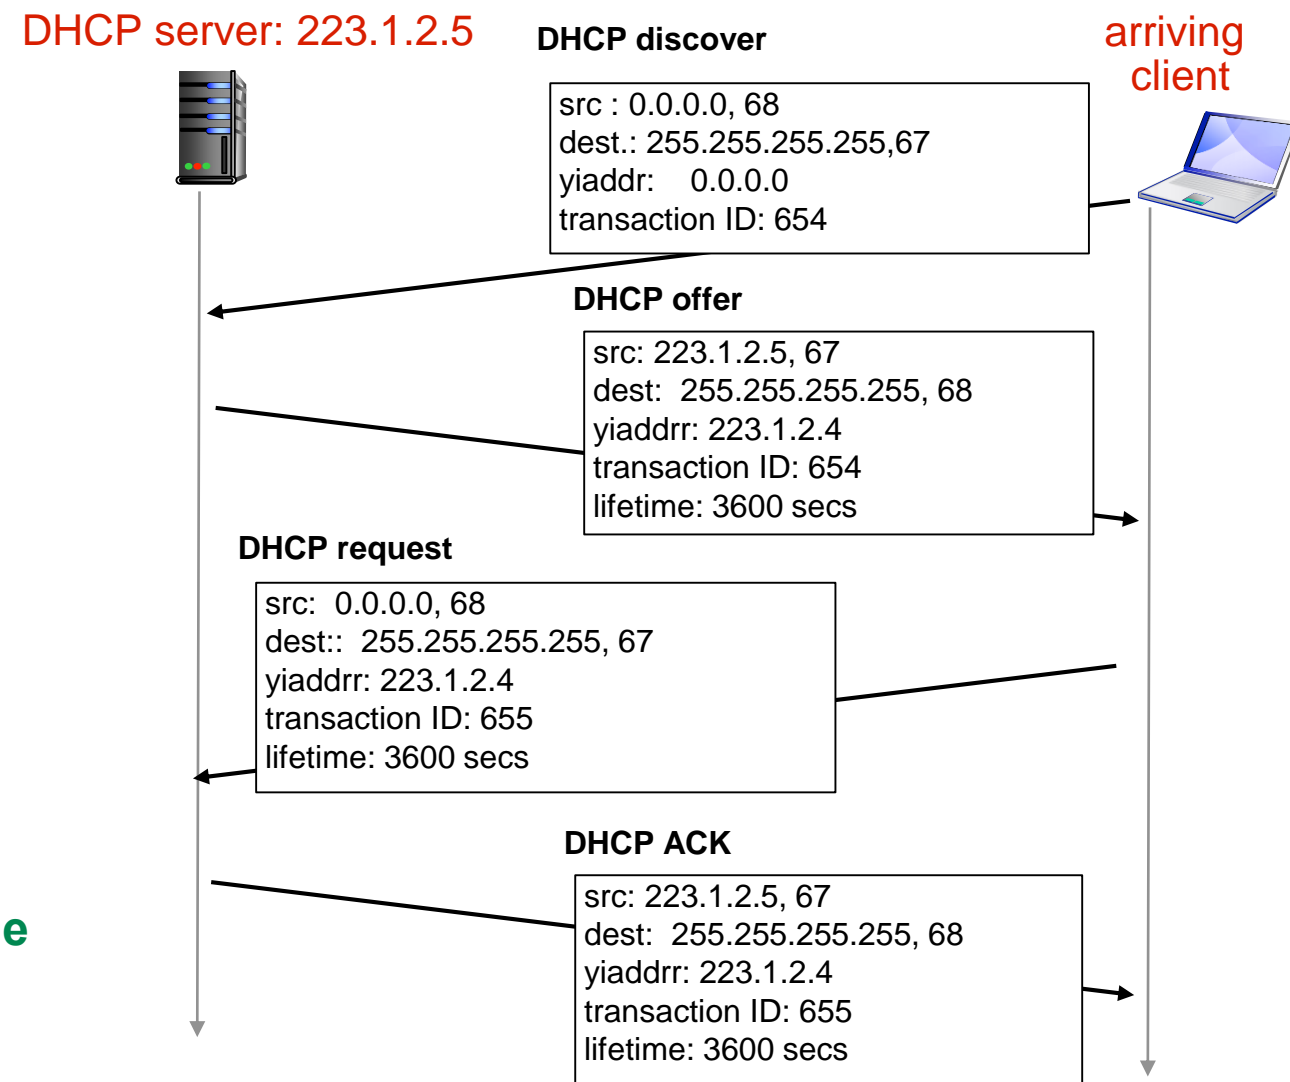 DHCP server: 223.1.2.5
DHCP discover
arriving
client
src : 0.0.0.0, 68
dest.: 255.255.255.255,67
yiaddr: 0.0.0.0
transaction ID: 654
DHCP offer
src: 223.1.2.5, 67
dest: 255.255.255.255, 68
yiaddrr: 223.1.2.4
transaction ID: 654
lifetime: 3600 secs
DHCP request
src: 0.0.0.0, 68
dest:: 255.255.255.255, 67
yiaddrr: 223.1.2.4
transaction ID: 655
lifetime: 3600 secs
DHCP ACK
e
src: 223.1.2.5, 67
dest: 255.255.255.255, 68
yiaddrr: 223.1.2.4
transaction ID: 655
lifetime: 3600 secs